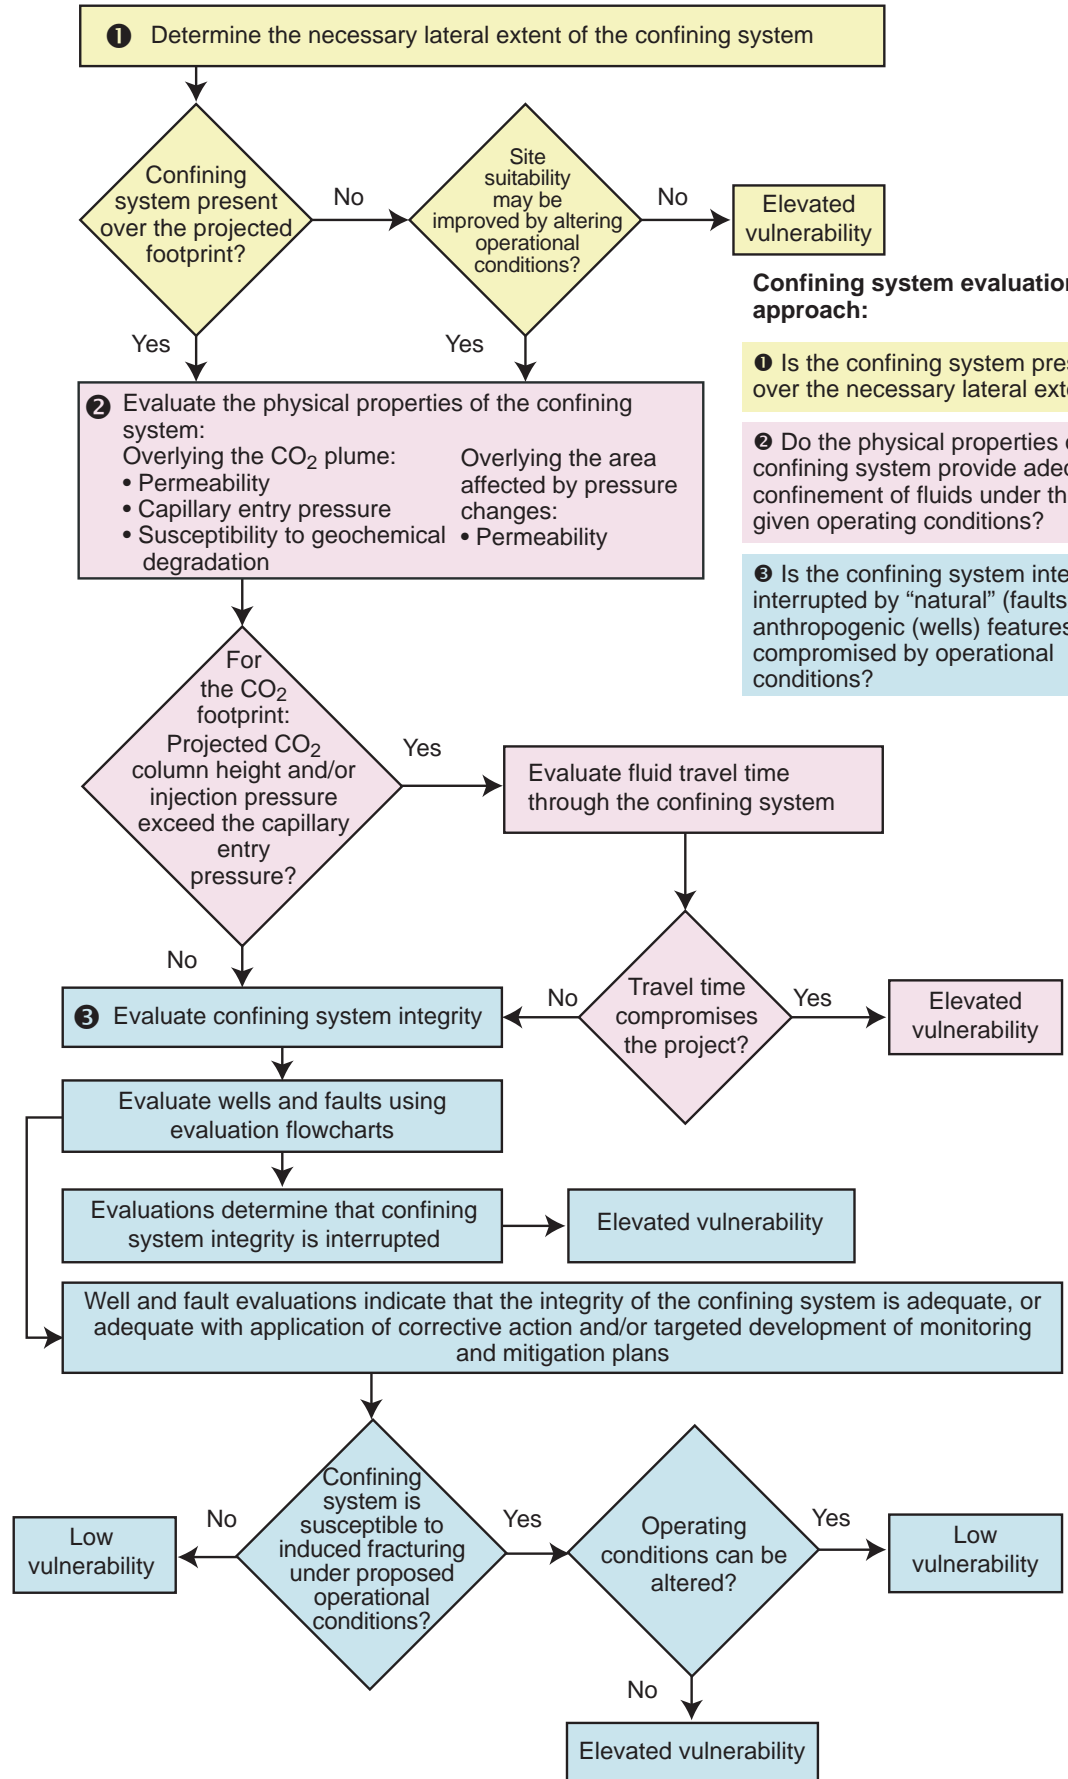 ❶ Determine the necessary lateral extent of the confining system
Confining
system present
over the projected
footprint?
No
Site
suitability
may be
improved by altering
operational
conditions?
No
Elevated
vulnerability
Yes
Yes
Confining system evaluation
approach:
❶ Is the confining system
over the necessary lateral
❷ Do the physical properties
confining system provide
confinement of fluids under
given operating conditions?
❸ Is the confining system
interrupted by “natural” (faults
anthropogenic (wells) features
compromised by operational
conditions?
❷ Evaluate the physical properties of the confining
system:
Overlying the CO2 plume:
• Permeability
• Capillary entry pressure
• Susceptibility to geochemical
degradation
Overlying the area
affected by pressure
changes:
• Permeability
For
the CO2
footprint:
Projected CO2
column height and/or
injection pressure
exceed the capillary
entry
pressure?
Yes
Evaluate fluid travel time
through the confining system
No
Travel time
compromises
the project?
No
Yes
Elevated
vulnerability
❸ Evaluate confining system integrity
Evaluate wells and faults using
evaluation flowcharts
Evaluations determine that confining
system integrity is interrupted
Elevated vulnerability
Well and fault evaluations indicate that the integrity of the confining system is adequate, or
adequate with application of corrective action and/or targeted development of monitoring
and mitigation plans
Confining
system is
susceptible to
induced fracturing
under proposed
operational
conditions?
No
Low
vulnerability
Yes
Operating
conditions can be
altered?
Yes
Low
vulnerability
No
Elevated vulnerability